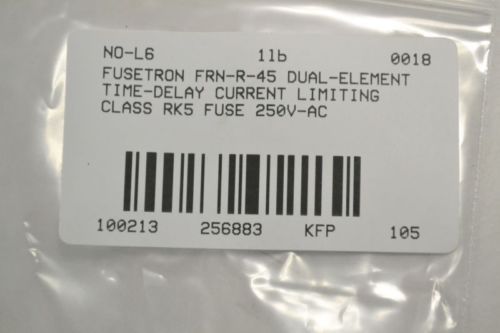 NO-L6 1lb 0018
FUSETRON FRN-R-45 DUAL-ELEMENT
TIME-DELAY CURRENT LIMITING
CLASS RK5 FUSE 250V-AC
100213 256883 KFP 105